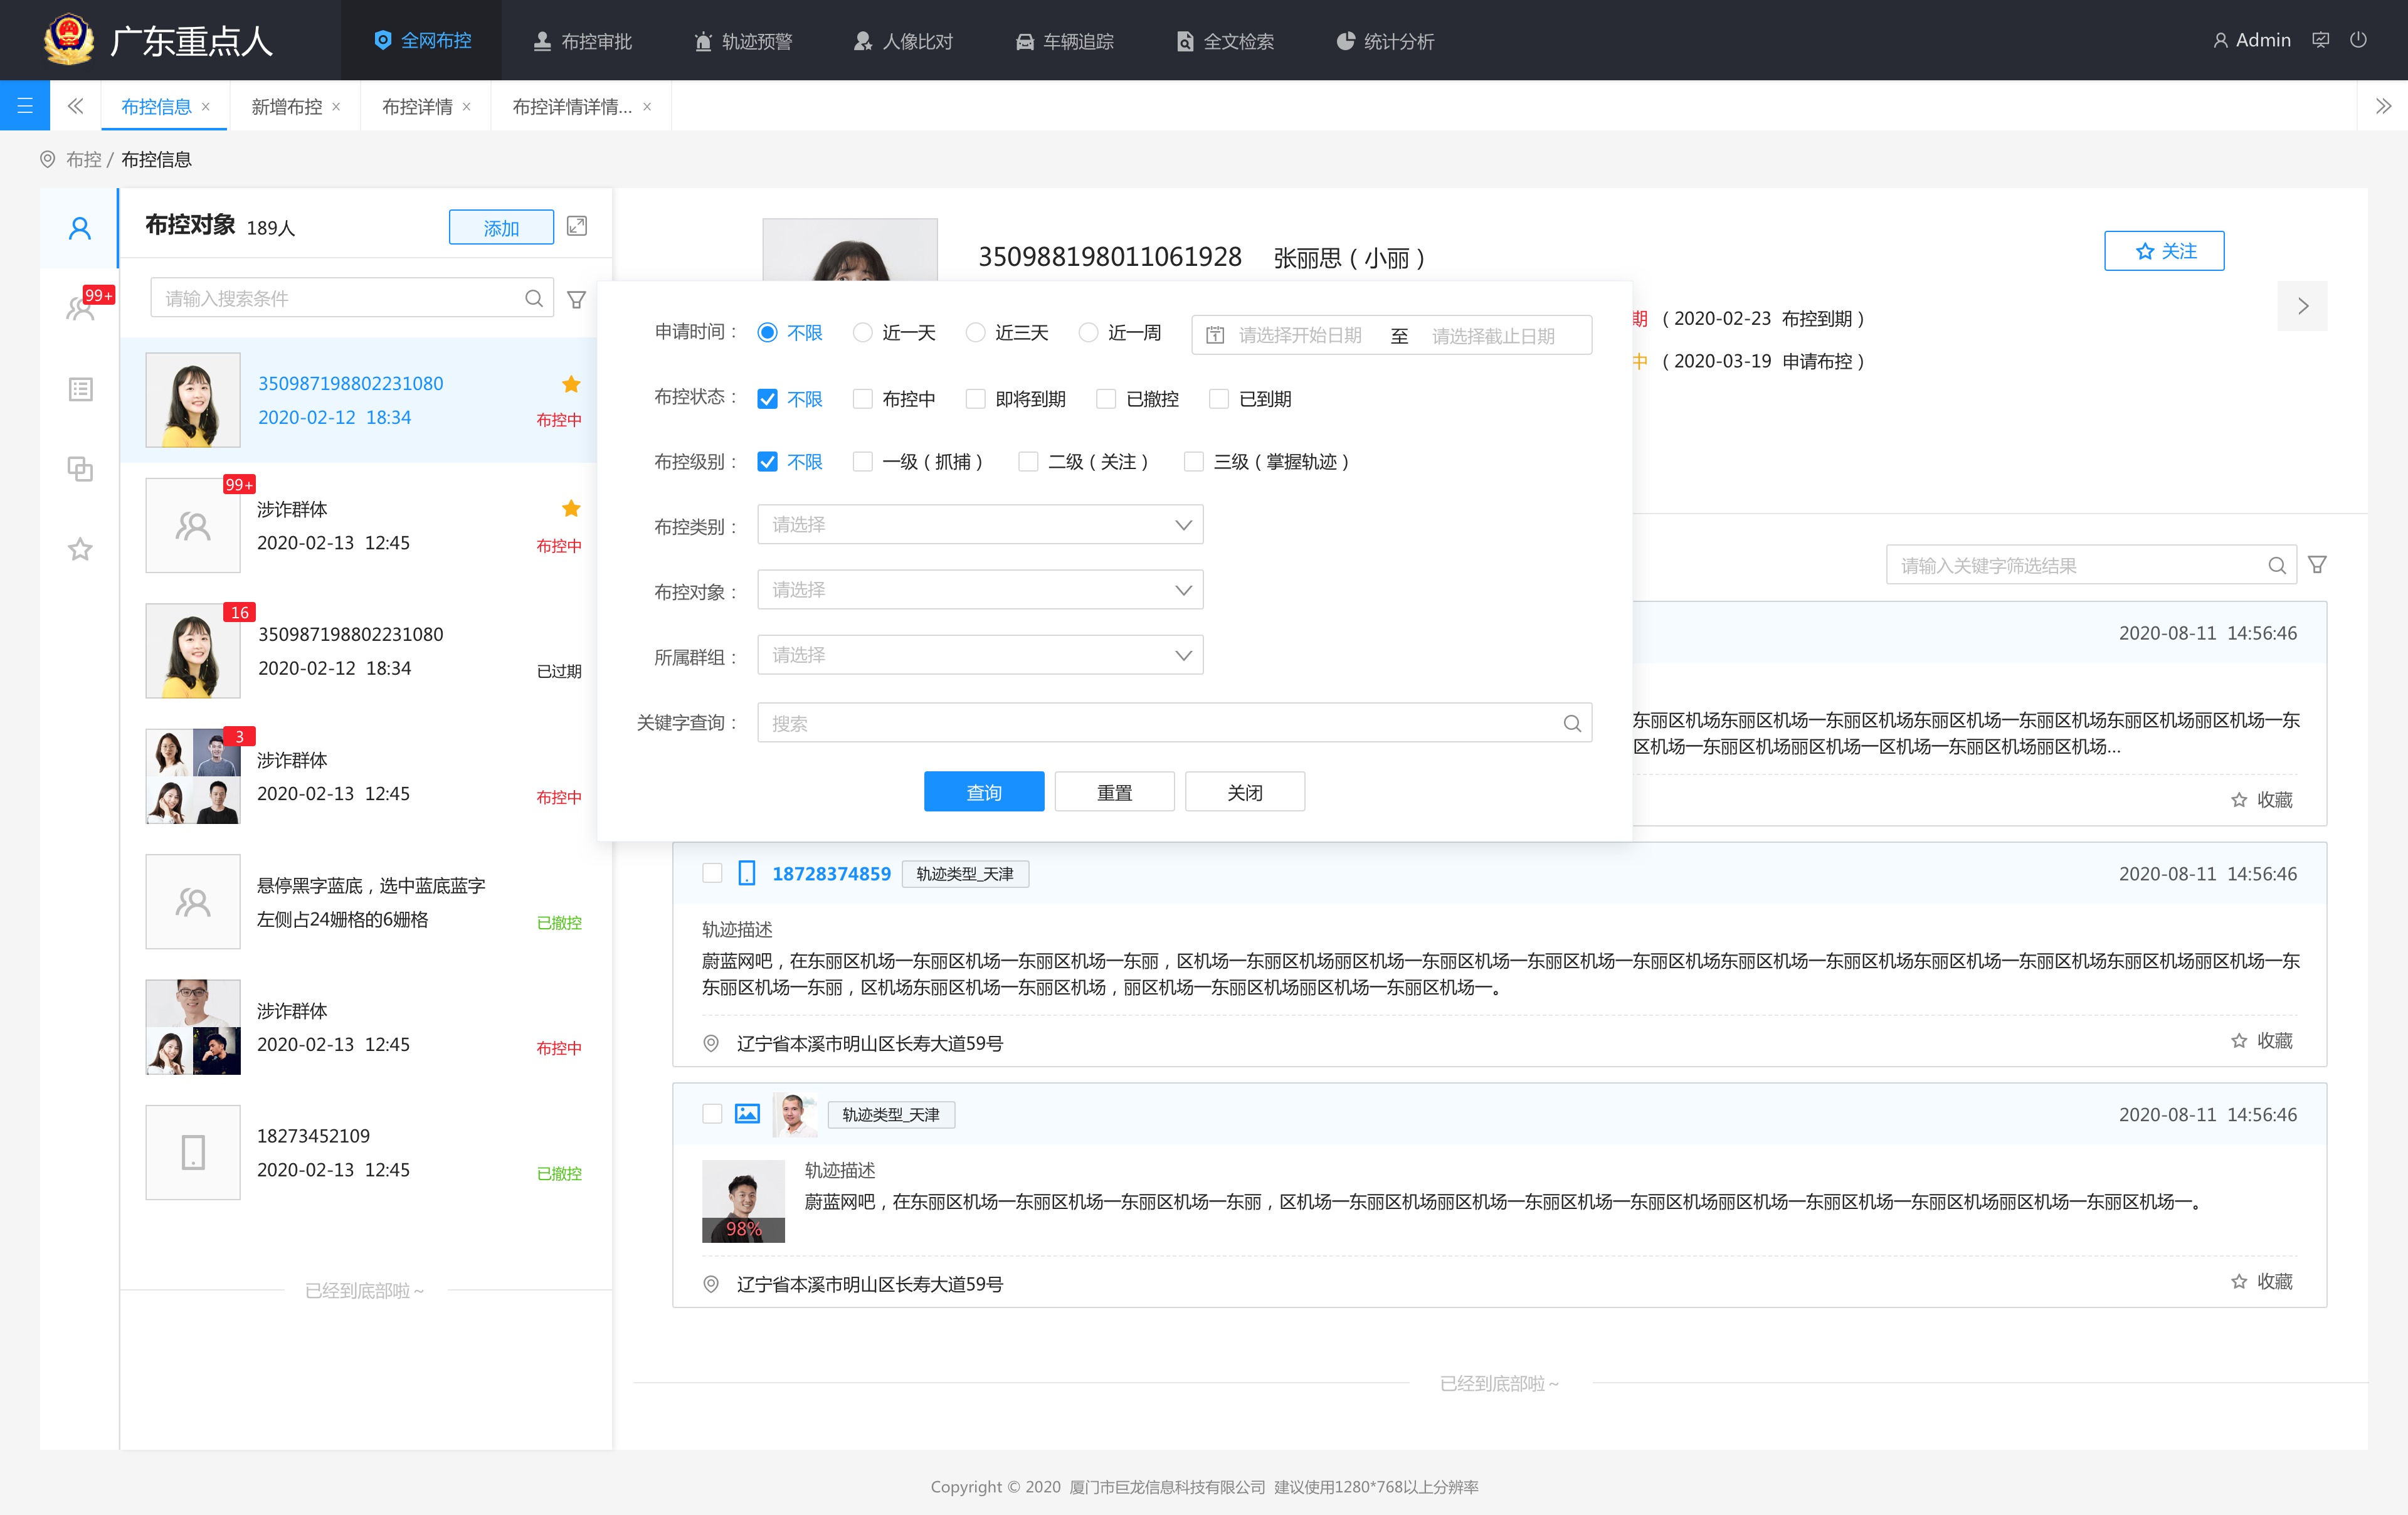 广东重点人
全网布控
布控审批
轨迹预警
人像比对
车辆追踪
全文检索
统计分析
Admin
布控信息
新增布控
布控详情
布控详情详情...
布控 / 布控信息
布控对象 189人
添加
请输入搜索条件
99+
350987198802231080
2020-02-12 18:34
布控中
99+
涉诈群体
2020-02-13 12:45
布控中
16
350987198802231080
2020-02-12 18:34
已过期
3
涉诈群体
2020-02-13 12:45
布控中
悬停黑字蓝底，选中蓝底蓝字
左侧占24姗格的6姗格
已撤控
涉诈群体
2020-02-13 12:45
布控中
18273452109
2020-02-13 12:45
已撤控
已经到底部啦～
350988198011061928 张丽思（小丽）
关注
期（2020-02-23 布控到期）
中（2020-03-19 申请布控）
申请时间： 不限 近一天 近三天 近一周 请选择开始日期 至 请选择截止日期
布控状态： 不限 布控中 即将到期 已撤控 已到期
布控级别： 不限 一级（抓捕） 二级（关注） 三级（掌握轨迹）
布控类别： 请选择
布控对象： 请选择
所属群组： 请选择
关键字查询： 搜索
查询 重置 关闭
请输入关键字筛选结果
2020-08-11 14:56:46
东丽区机场东丽区机场一东丽区机场东丽区机场一东丽区机场东丽区机场丽区机场一东
区机场一东丽区机场丽区机场一区机场一东丽区机场丽区机场...
收藏
18728374859 轨迹类型_天津 2020-08-11 14:56:46
轨迹描述
蔚蓝网吧，在东丽区机场一东丽区机场一东丽区机场一东丽，区机场一东丽区机场丽区机场一东丽区机场一东丽区机场一东丽区机场东丽区机场一东丽区机场东丽区机场一东丽区机场东丽区机场丽区机场一东
东丽区机场一东丽，区机场东丽区机场一东丽区机场，丽区机场一东丽区机场丽区机场一东丽区机场一。
辽宁省本溪市明山区长寿大道59号
收藏
轨迹类型_天津 2020-08-11 14:56:46
轨迹描述
蔚蓝网吧，在东丽区机场一东丽区机场一东丽区机场一东丽，区机场一东丽区机场丽区机场一东丽区机场一东丽区机场丽区机场一东丽区机场一东丽区机场丽区机场一东丽区机场一。
98%
辽宁省本溪市明山区长寿大道59号
收藏
已经到底部啦～
Copyright © 2020 厦门市巨龙信息科技有限公司 建议使用1280*768以上分辨率